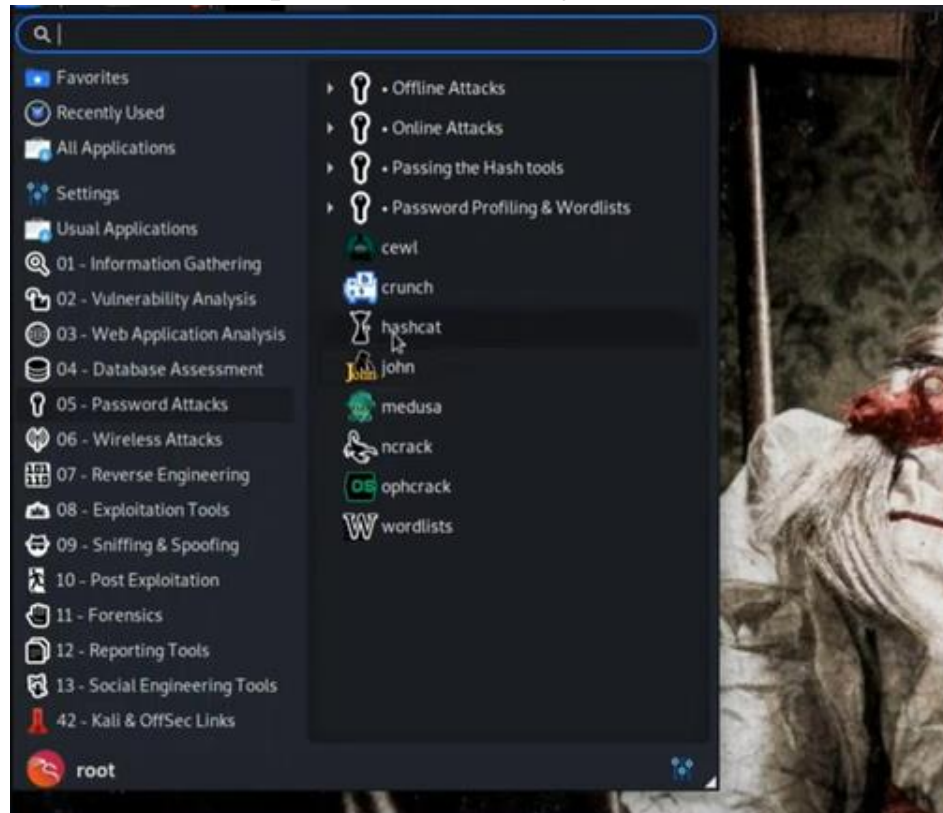 Favorites
Recently Used
All Applications
Settings
Usual Applications
01 - Information Gathering
02 - Vulnerability Analysis
03 - Web Application Analysis
04 - Database Assessment
05 - Password Attacks
06 - Wireless Attacks
07 - Reverse Engineering
08 - Exploitation Tools
09 - Sniffing & Spoofing
10 - Post Exploitation
11 - Forensics
12 - Reporting Tools
13 - Social Engineering Tools
42 - Kali & OffSec Links
root
• Offline Attacks
• Online Attacks
• Passing the Hash tools
• Password Profiling & Wordlists
cewl
crunch
hashcat
john
medusa
ncrack
ophcrack
wordlists